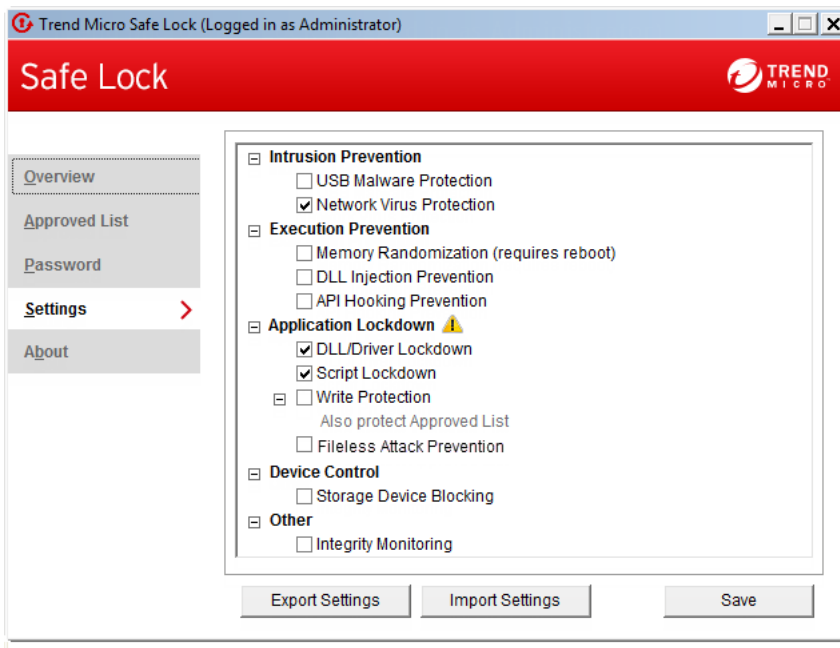 Trend Micro Safe Lock (Logged in as Administrator)
Safe Lock
TREND
MICRO
Overview
Approved List
Password
Settings
About
Intrusion Prevention
USB Malware Protection
Network Virus Protection
Execution Prevention
Memory Randomization (requires reboot)
DLL Injection Prevention
API Hooking Prevention
Application Lockdown
DLL/Driver Lockdown
Script Lockdown
Write Protection
Also protect Approved List
Fileless Attack Prevention
Device Control
Storage Device Blocking
Other
Integrity Monitoring
Export Settings
Import Settings
Save